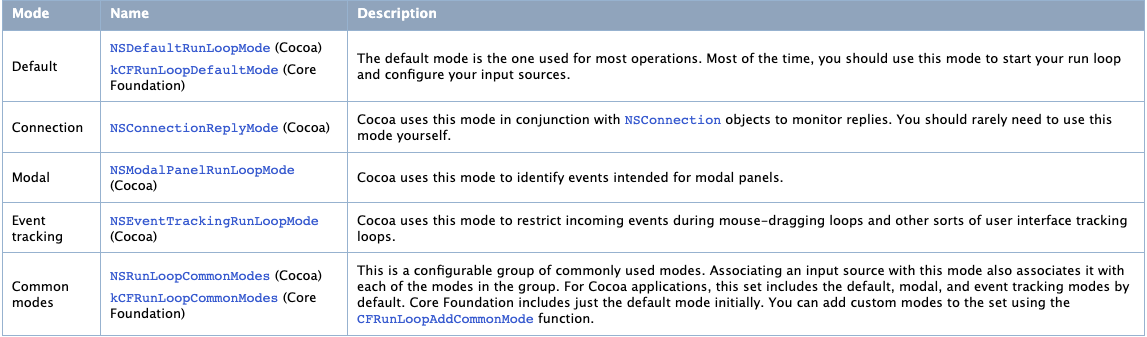 Mode Name Description
Default
NSDefaultRunLoopMode (Cocoa)
kCFRunLoopDefaultMode (Core
Foundation)
The default mode is the one used for most operations. Most of the time, you should use this mode to start your run loop
and configure your input sources.
Connection
NSConnectionReplyMode (Cocoa)
Cocoa uses this mode in conjunction with NSConnection objects to monitor replies. You should rarely need to use this
mode yourself.
Modal
NSModalPanelRunLoopMode
(Cocoa)
Cocoa uses this mode to identify events intended for modal panels.
Event
tracking
NSEventTrackingRunLoopMode
(Cocoa)
Cocoa uses this mode to restrict incoming events during mouse-dragging loops and other sorts of user interface tracking
loops.
Common
modes
NSRunLoopCommonModes (Cocoa)
kCFRunLoopCommonModes (Core
Foundation)
This is a configurable group of commonly used modes. Associating an input source with this mode also associates it with
each of the modes in the group. For Cocoa applications, this set includes the default, modal, and event tracking modes by
default. Core Foundation includes just the default mode initially. You can add custom modes to the set using the
CFRunLoopAddCommonMode function.